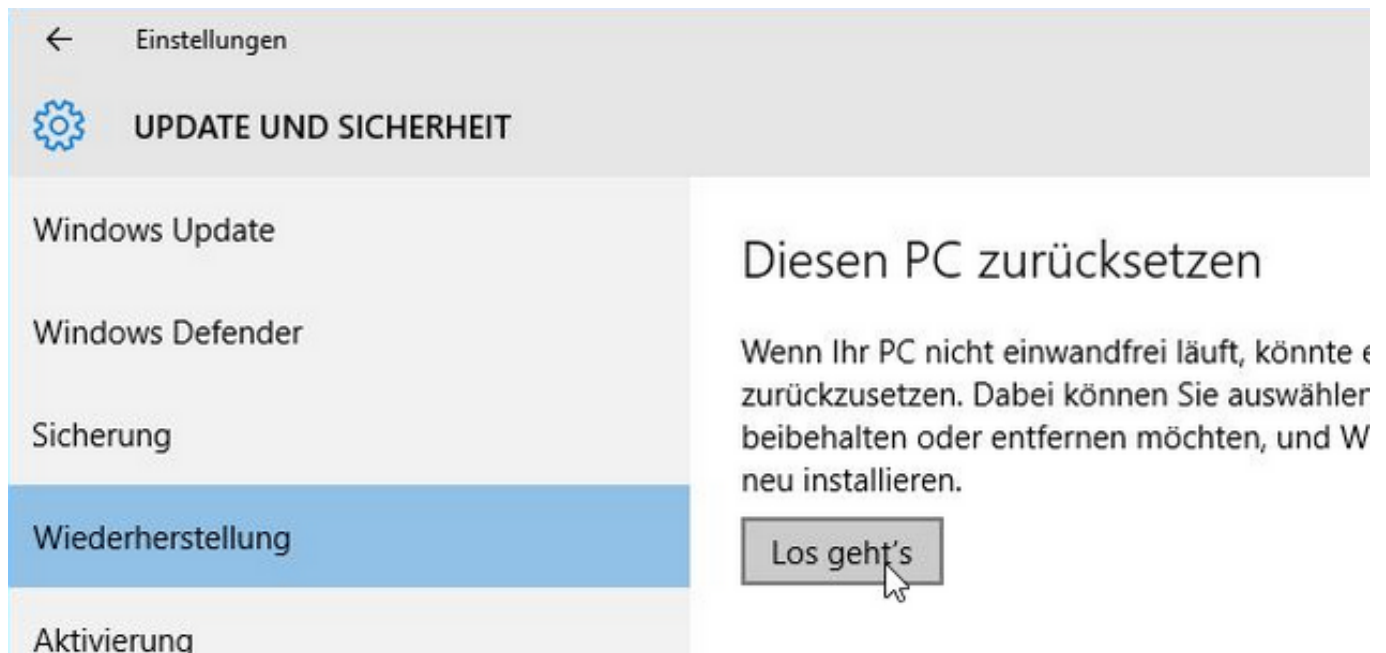 Einstellungen
UPDATE UND SICHERHEIT
Windows Update
Windows Defender
Sicherung
Wiederherstellung
Aktivierung
Diesen PC zurücksetzen
Wenn Ihr PC nicht einwandfrei läuft, könnte
zurückzusetzen. Dabei können Sie
beibehalten oder entfernen möchten, und
neu installieren.
Los geht's